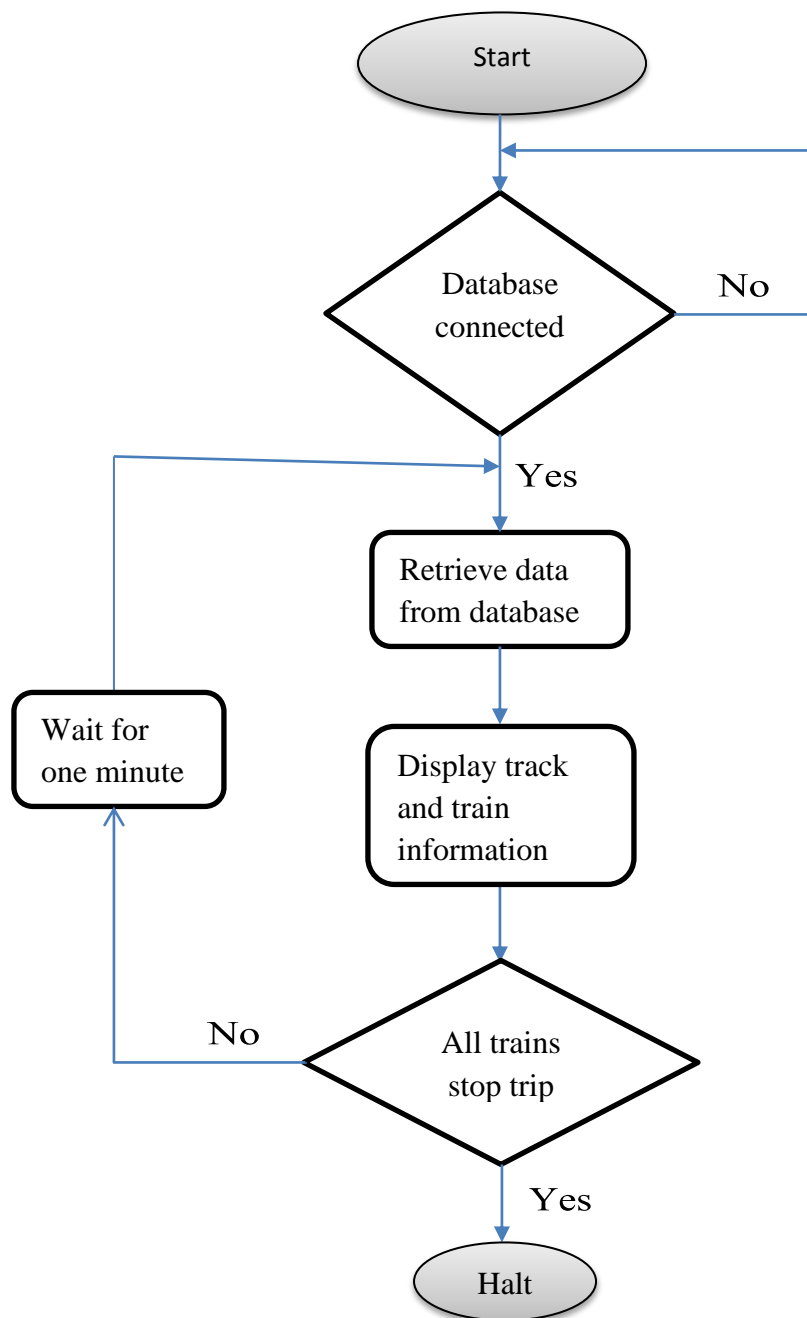 Start
Database
connected
No
Yes
Retrieve data
from database
Wait for
one minute
Display track
and train
information
No
All trains
stop trip
Yes
Halt